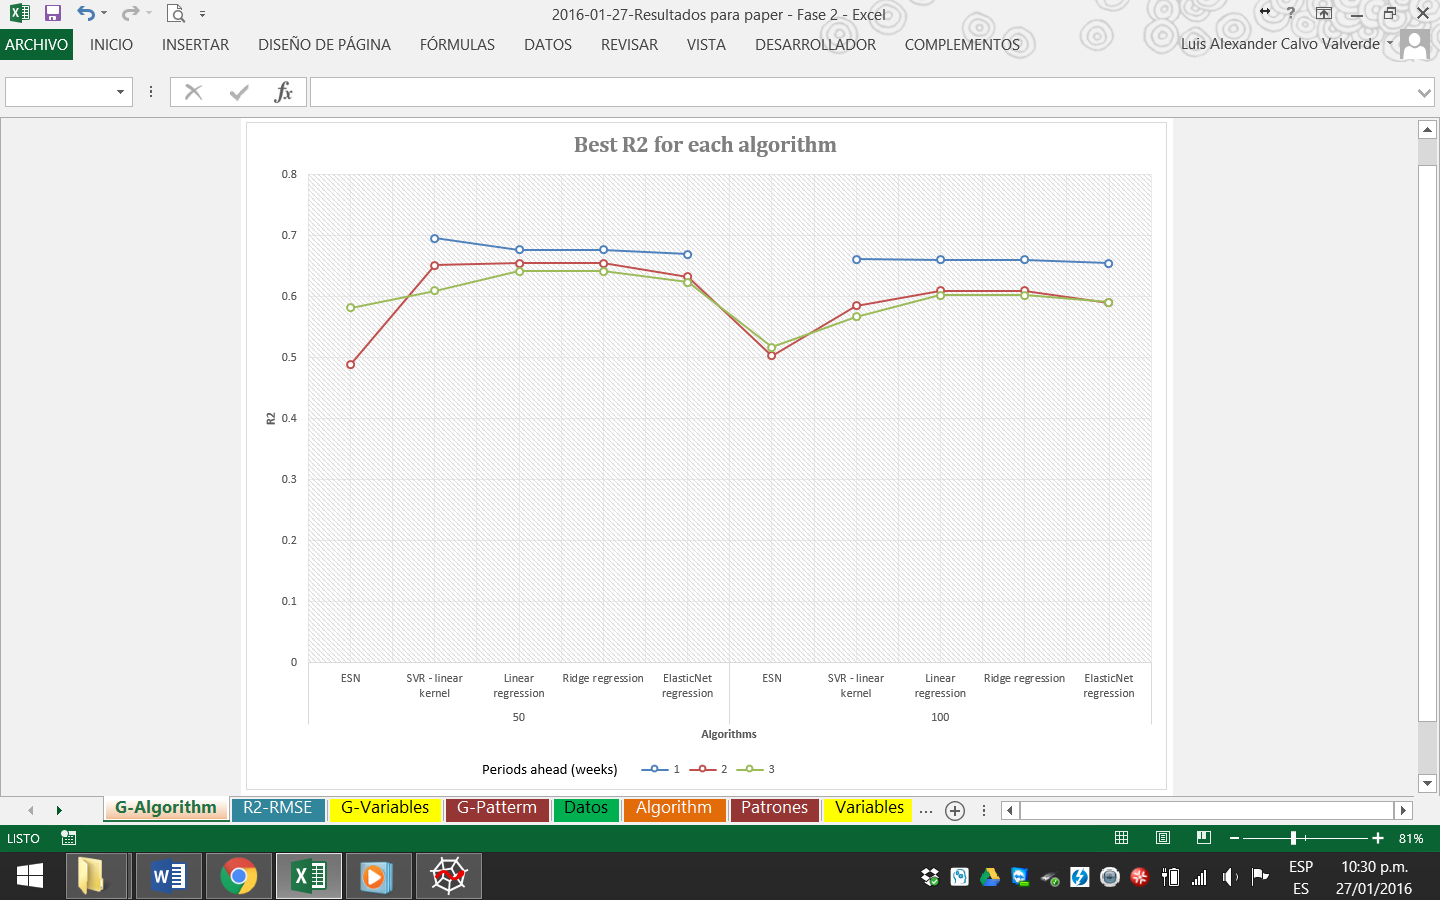 2016-01-27-Resultados para paper - Fase 2 - Excel
ARCHIVO INICIO INSERTAR DISEÑO DE PÁGINA FÓRMULAS DATOS REVISAR VISTA DESARROLLADOR COMPLEMENTOS Luis Alexander Calvo Valverde
fx
Best R2 for each algorithm
0.8
0.7
0.6
0.5
0.4
0.3
0.2
0.1
0
R2
ESN SVR - linear kernel Linear regression Ridge regression ElasticNet regression ESN SVR - linear kernel Linear regression Ridge regression ElasticNet regression
50 100
Algorithms
Periods ahead (weeks) 1 2 3
G-Algorithm R2-RMSE G-Variables G-Patterm Datos Algorithm Patrones Variables ...
LISTO 81%
ESP 10:30 p.m.
ES 27/01/2016